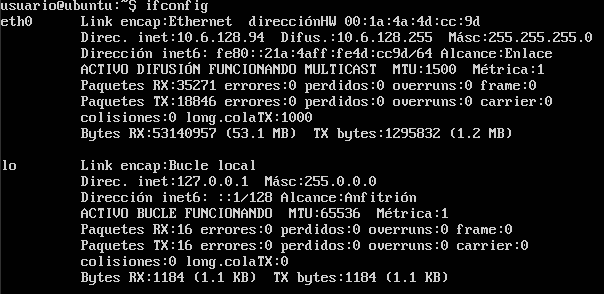 usuario@ubuntu:~$ ifconfig
eth0      Link encap:Ethernet  direcciónHW 00:1a:4a:4d:cc:9d
          Direc. inet:10.6.128.94  Difus.:10.6.128.255  Másc:255.255.255.0
          Dirección inet6: fe80::21a:4aff:fe4d:cc9d/64 Alcance:Enlace
          ACTIVO DIFUSIÓN FUNCIONANDO MULTICAST  MTU:1500  Métrica:1
          Paquetes RX:35271 errores:0 perdidos:0 overruns:0 frame:0
          Paquetes TX:18846 errores:0 perdidos:0 overruns:0 carrier:0
          colisiones:0 long.colaTX:1000
          Bytes RX:53140957 (53.1 MB)  TX bytes:1295832 (1.2 MB)
lo        Link encap:Bucle local
          Direc. inet:127.0.0.1  Másc:255.0.0.0
          Dirección inet6: ::1/128 Alcance:Anfitrión
          ACTIVO BUCLE FUNCIONANDO  MTU:65536  Métrica:1
          Paquetes RX:16 errores:0 perdidos:0 overruns:0 frame:0
          Paquetes TX:16 errores:0 perdidos:0 overruns:0 carrier:0
          colisiones:0 long.colaTX:0
          Bytes RX:1184 (1.1 KB)  TX bytes:1184 (1.1 KB)